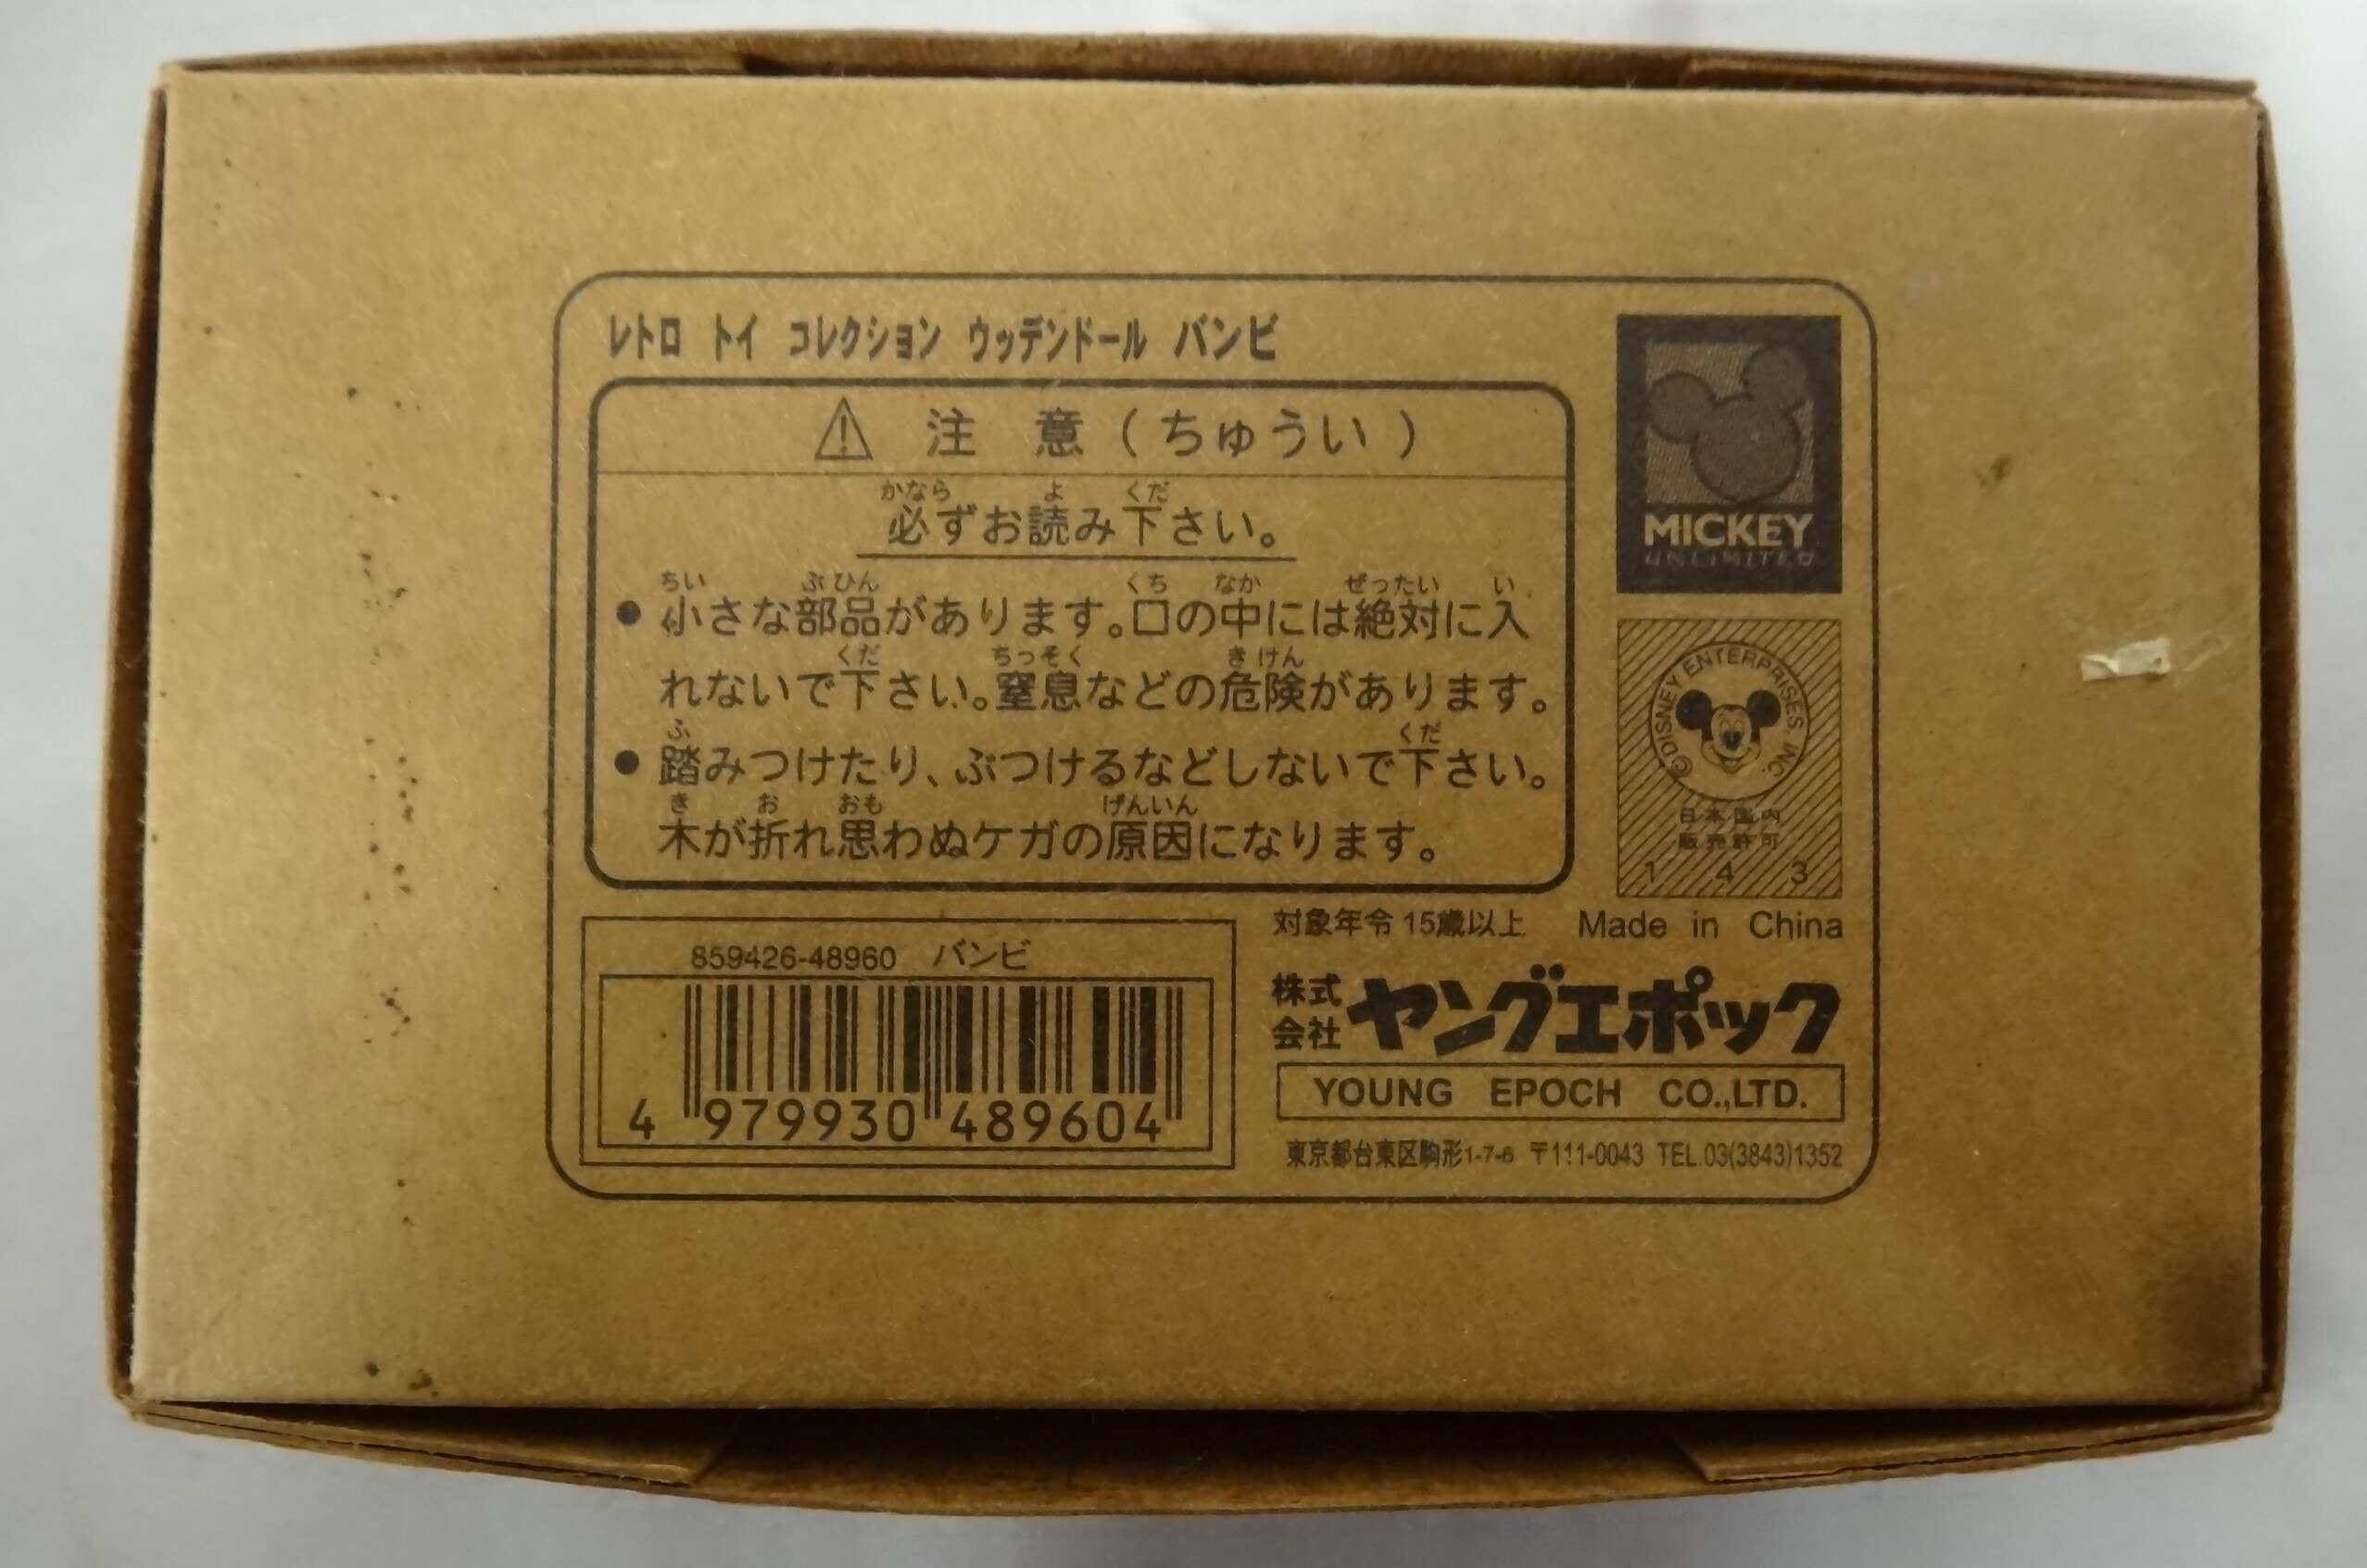 レトロ トイ コレクション ウッデンドール バンビ
⚠ 注 意（ちゅうい）
かなら よ くだ
必ずお読み下さい。
ちい ぶひん くち なか ぜったい い
● 小さな部品があります。口の中には絶対に入
くだ ちっそく きけん
れないで下さい。窒息などの危険があります。
ふ くだ
● 踏みつけたり、ぶつけるなどしないで下さい。
き お おも げんいん
木が折れ思わぬケガの原因になります。
MICKEY
UNLIMITED
©DISNEY ENTERPRISES, INC.
日本国内
販売許可
1 4 3
対象年令 15歳以上 Made in China
859426-48960 バンビ
4 979930 489604
株式
会社
ヤングエポック
YOUNG EPOCH CO.,LTD.
東京都台東区駒形1-7-6 〒111-0043 TEL.03(3843)1352